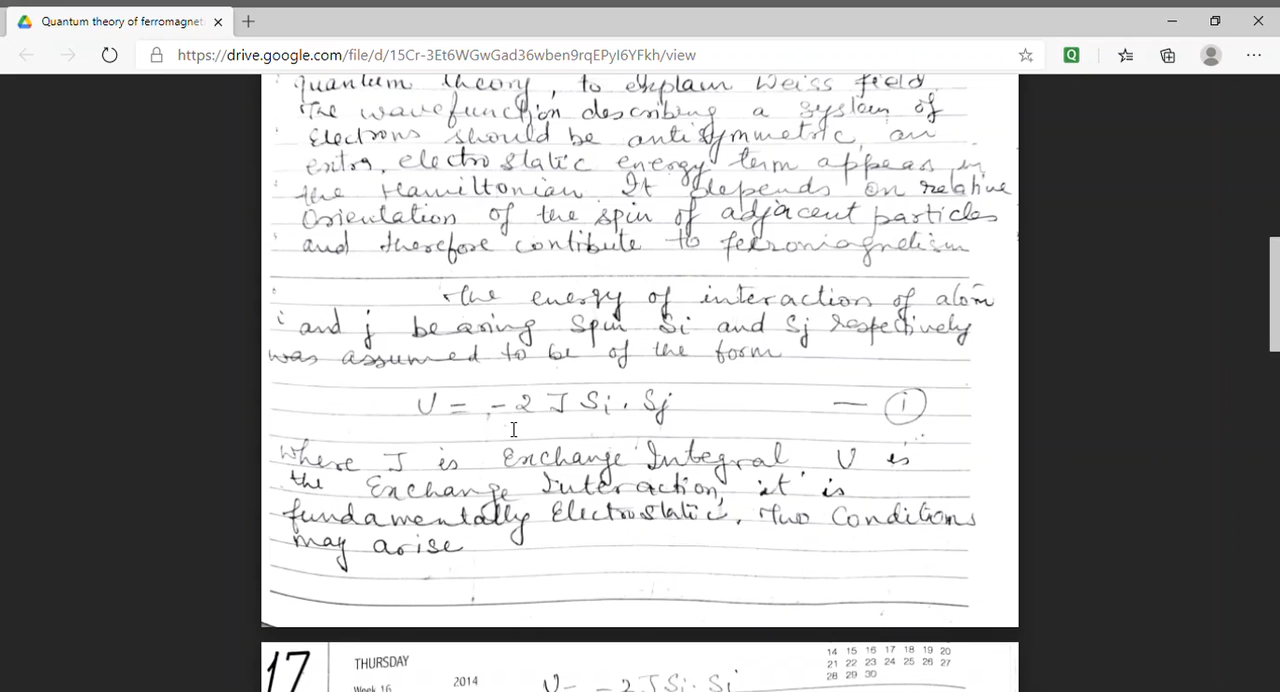 Quantum theory of ferromagnet
https://drive.google.com/file/d/15Cr-3Et6WGwGad36wben9rqEPyI6YFkh/view
quantum theory, to explain Weiss field.
The wavefunction describing a system of
Electrons should be antisymmetric, an
extra electrostatic energy term appears in
the Hamiltonian It depends on relative
Orientation of the spin of adjacent particles
and therefore contibute to ferromagnetism
The energy of interaction of atom
i and j bearing Spin Si and Sj respectively
was assumed to be of the form
U = -2 J Si . Sj — (i)
where J is Exchange Integral U is
the Exchange Interaction, it is
fundamentally Electrostatic. Two Conditions
may arise
17 THURSDAY
14 15 16 17 18 19 20
21 22 23 24 25 26 27
28 29 30
Week 16 2014 U= -2JSi.Sj